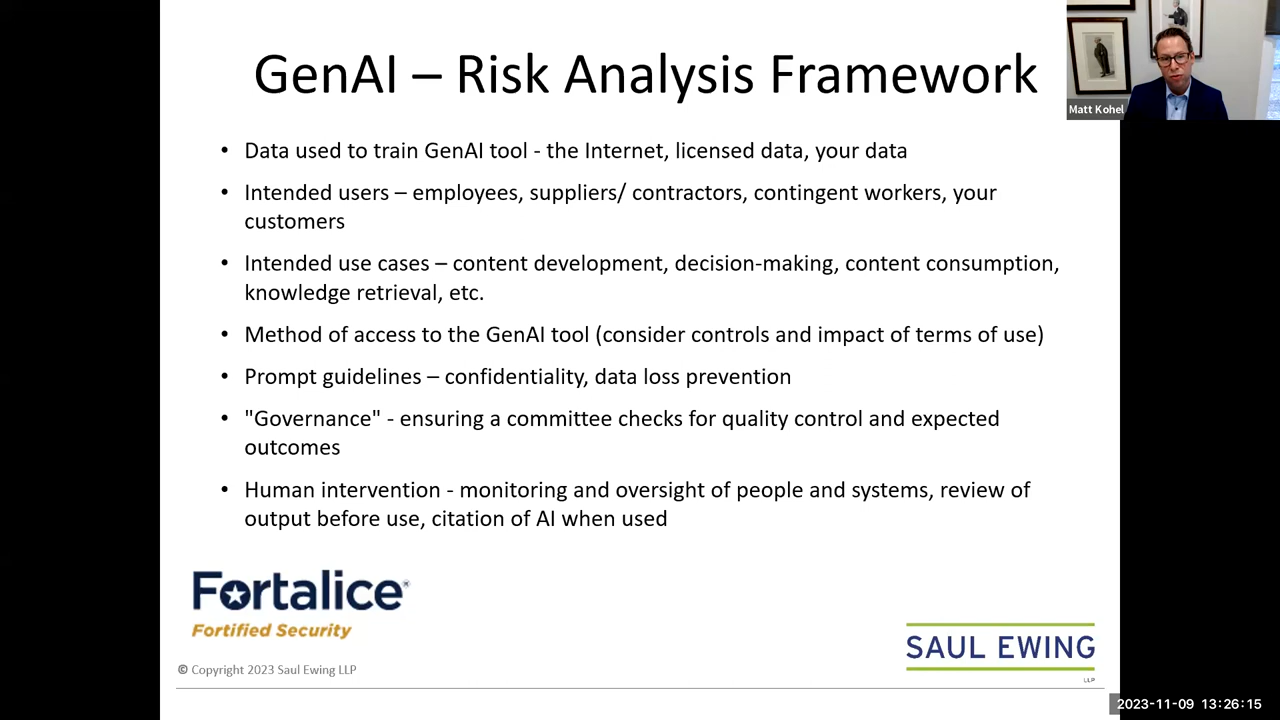 GenAI – Risk Analysis Framework
Matt Kohel
• Data used to train GenAI tool - the Internet, licensed data, your data
• Intended users – employees, suppliers/ contractors, contingent workers, your
customers
• Intended use cases – content development, decision-making, content consumption,
knowledge retrieval, etc.
• Method of access to the GenAI tool (consider controls and impact of terms of use)
• Prompt guidelines – confidentiality, data loss prevention
• "Governance" - ensuring a committee checks for quality control and expected
outcomes
• Human intervention - monitoring and oversight of people and systems, review of
output before use, citation of AI when used
Fortalice®
Fortified Security
SAUL EWING
LLP
© Copyright 2023 Saul Ewing LLP
2023-11-09 13:26:15